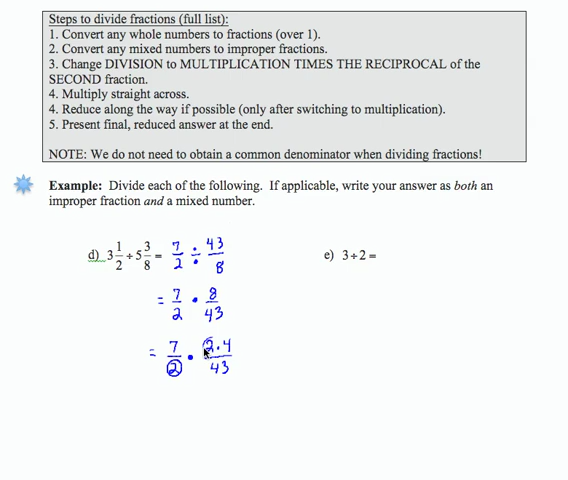 Steps to divide fractions (full list):
1. Convert any whole numbers to fractions (over 1).
2. Convert any mixed numbers to improper fractions.
3. Change DIVISION to MULTIPLICATION TIMES THE RECIPROCAL of the
SECOND fraction.
4. Multiply straight across.
4. Reduce along the way if possible (only after switching to multiplication).
5. Present final, reduced answer at the end.
NOTE: We do not need to obtain a common denominator when dividing fractions!
Example: Divide each of the following. If applicable, write your answer as both an
improper fraction and a mixed number.
d) 3 1/2 ÷ 5 3/8 = 7/2 ÷ 43/8
e) 3 ÷ 2 =
= 7/2 • 8/43
= 7/2 • 2•4/43